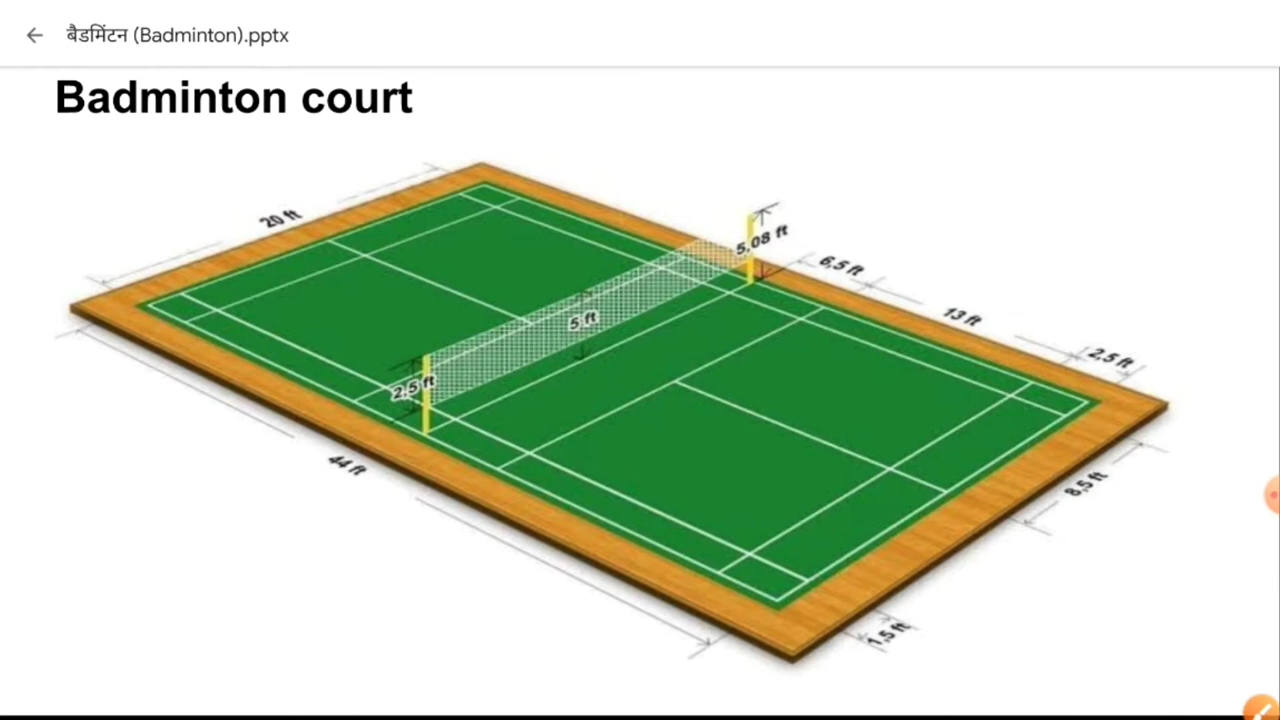 बैडमिंटन (Badminton).pptx
Badminton court
20 ft
5,08 ft
6,5 ft
13 ft
2,5 ft
5 ft
2,5 ft
44 ft
8,5 ft
1,5 ft